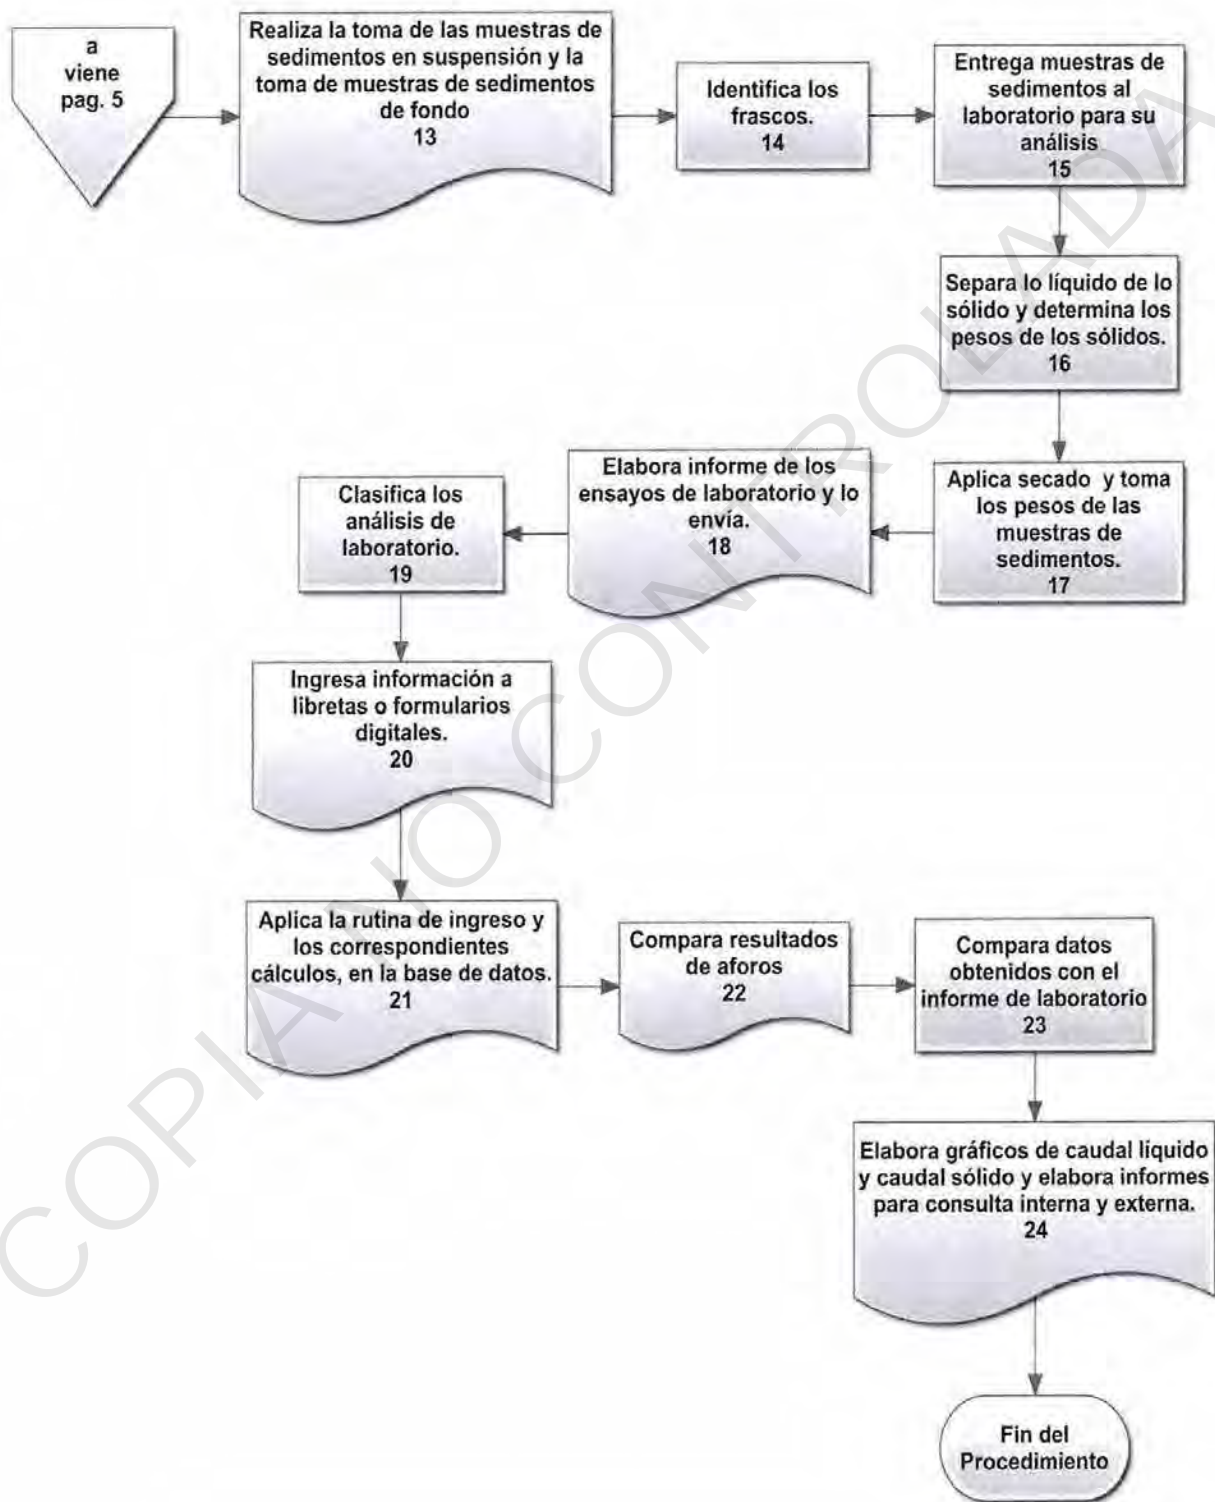 a
viene
pag. 5
Realiza la toma de las muestras de
sedimentos en suspensión y la
toma de muestras de sedimentos
de fondo
13
Identifica los
frascos.
14
Entrega muestras de
sedimentos al
laboratorio para su
análisis
15
Separa lo líquido de lo
sólido y determina los
pesos de los sólidos.
16
Aplica secado y toma
los pesos de las
muestras de
sedimentos.
17
Elabora informe de los
ensayos de laboratorio y lo
envía.
18
Clasifica los
análisis de
laboratorio.
19
Ingresa información a
libretas o formularios
digitales.
20
Aplica la rutina de ingreso y
los correspondientes
cálculos, en la base de datos.
21
Compara resultados
de aforos
22
Compara datos
obtenidos con el
informe de laboratorio
23
Elabora gráficos de caudal líquido
y caudal sólido y elabora informes
para consulta interna y externa.
24
Fin del
Procedimiento
COPIA NO CONTROLADA